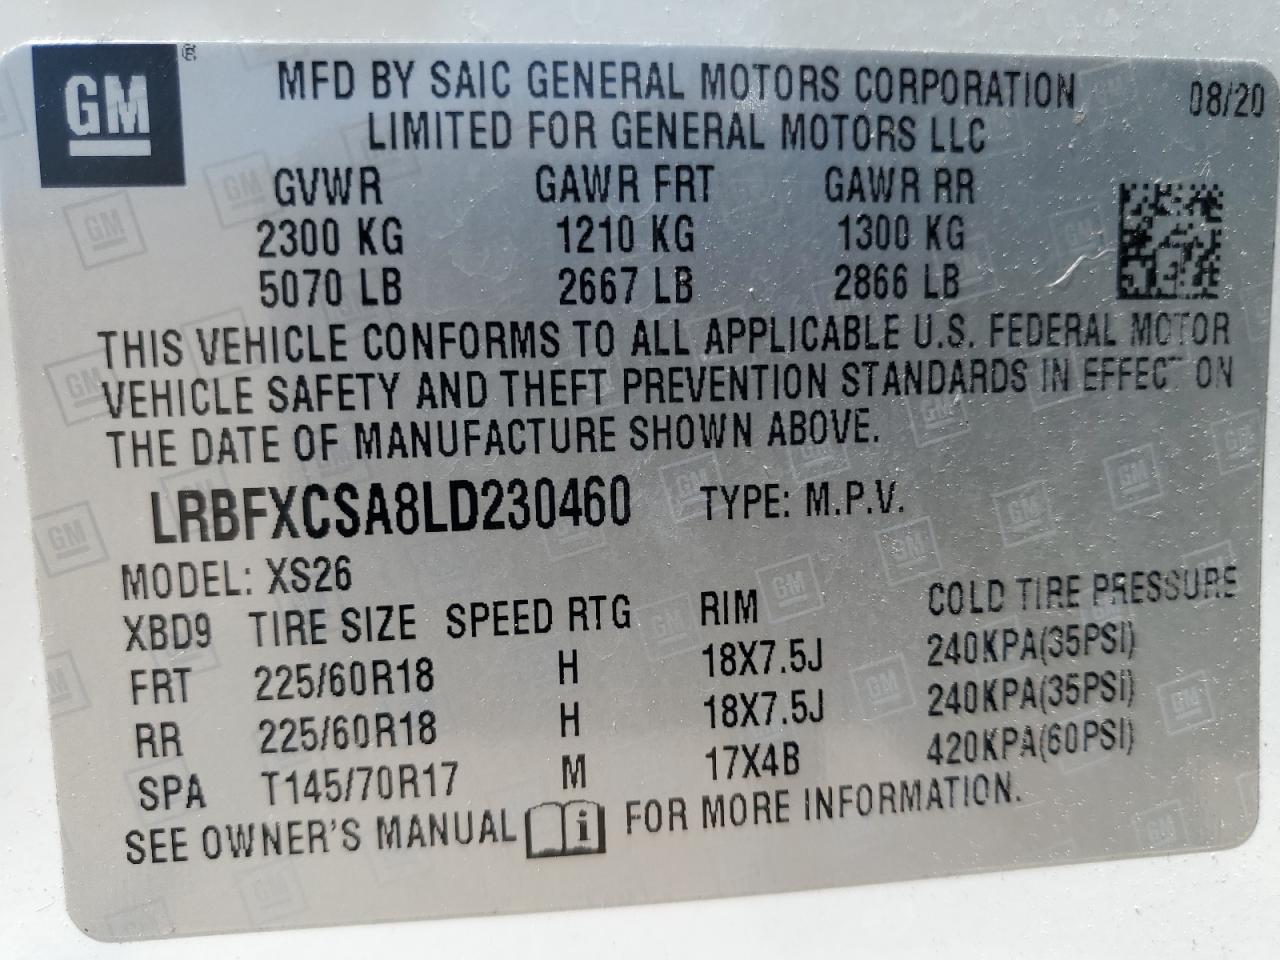 GM ®
MFD BY SAIC GENERAL MOTORS CORPORATION 08/20
LIMITED FOR GENERAL MOTORS LLC
GVWR GAWR FRT GAWR RR
2300 KG 1210 KG 1300 KG
5070 LB 2667 LB 2866 LB
THIS VEHICLE CONFORMS TO ALL APPLICABLE U.S. FEDERAL MOTOR
VEHICLE SAFETY AND THEFT PREVENTION STANDARDS IN EFFECT ON
THE DATE OF MANUFACTURE SHOWN ABOVE.
LRBFXCSA8LD230460 TYPE: M.P.V.
MODEL: XS26
XBD9 TIRE SIZE SPEED RTG RIM COLD TIRE PRESSURE
FRT 225/60R18 H 18X7.5J 240KPA(35PSI)
RR 225/60R18 H 18X7.5J 240KPA(35PSI)
SPA T145/70R17 M 17X4B 420KPA(60PSI)
SEE OWNER'S MANUAL i FOR MORE INFORMATION.